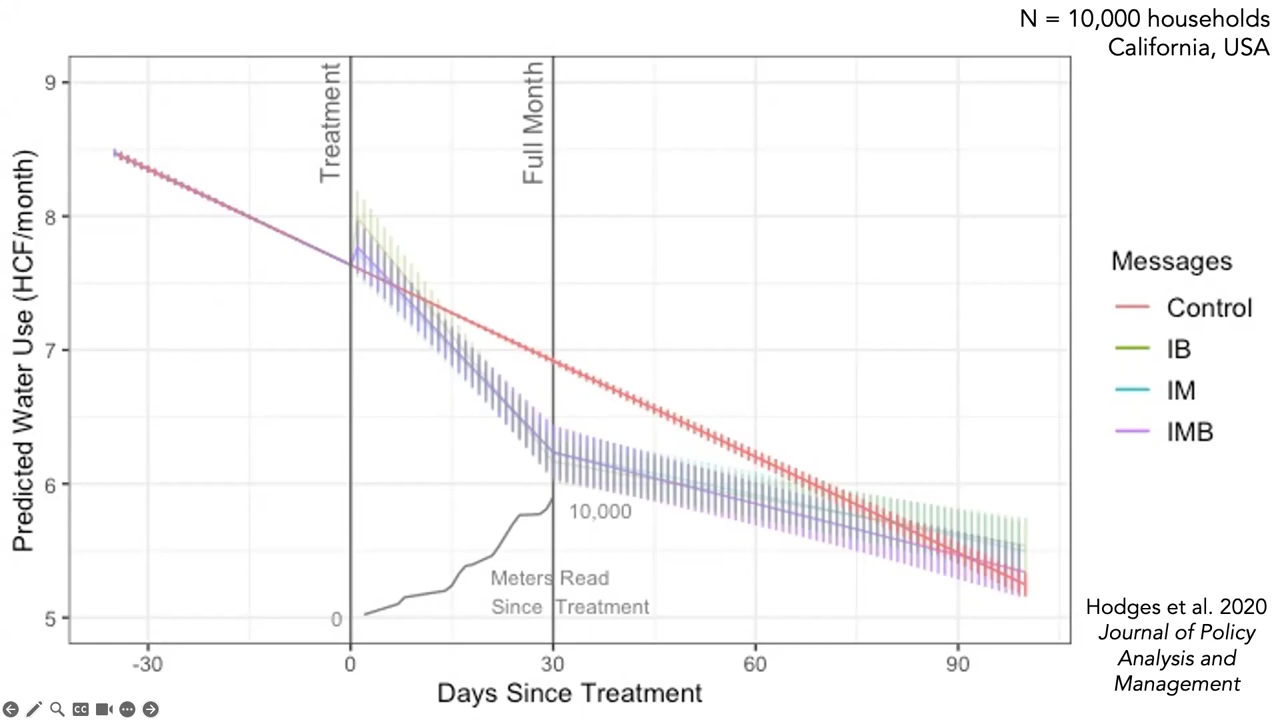 N = 10,000 households
California, USA
Predicted Water Use (HCF/month)
9
8
7
6
5
Treatment
Full Month
10,000
Meters Read
Since Treatment
0
-30
0
30
60
90
Days Since Treatment
Messages
Control
IB
IM
IMB
Hodges et al. 2020
Journal of Policy
Analysis and
Management
CC